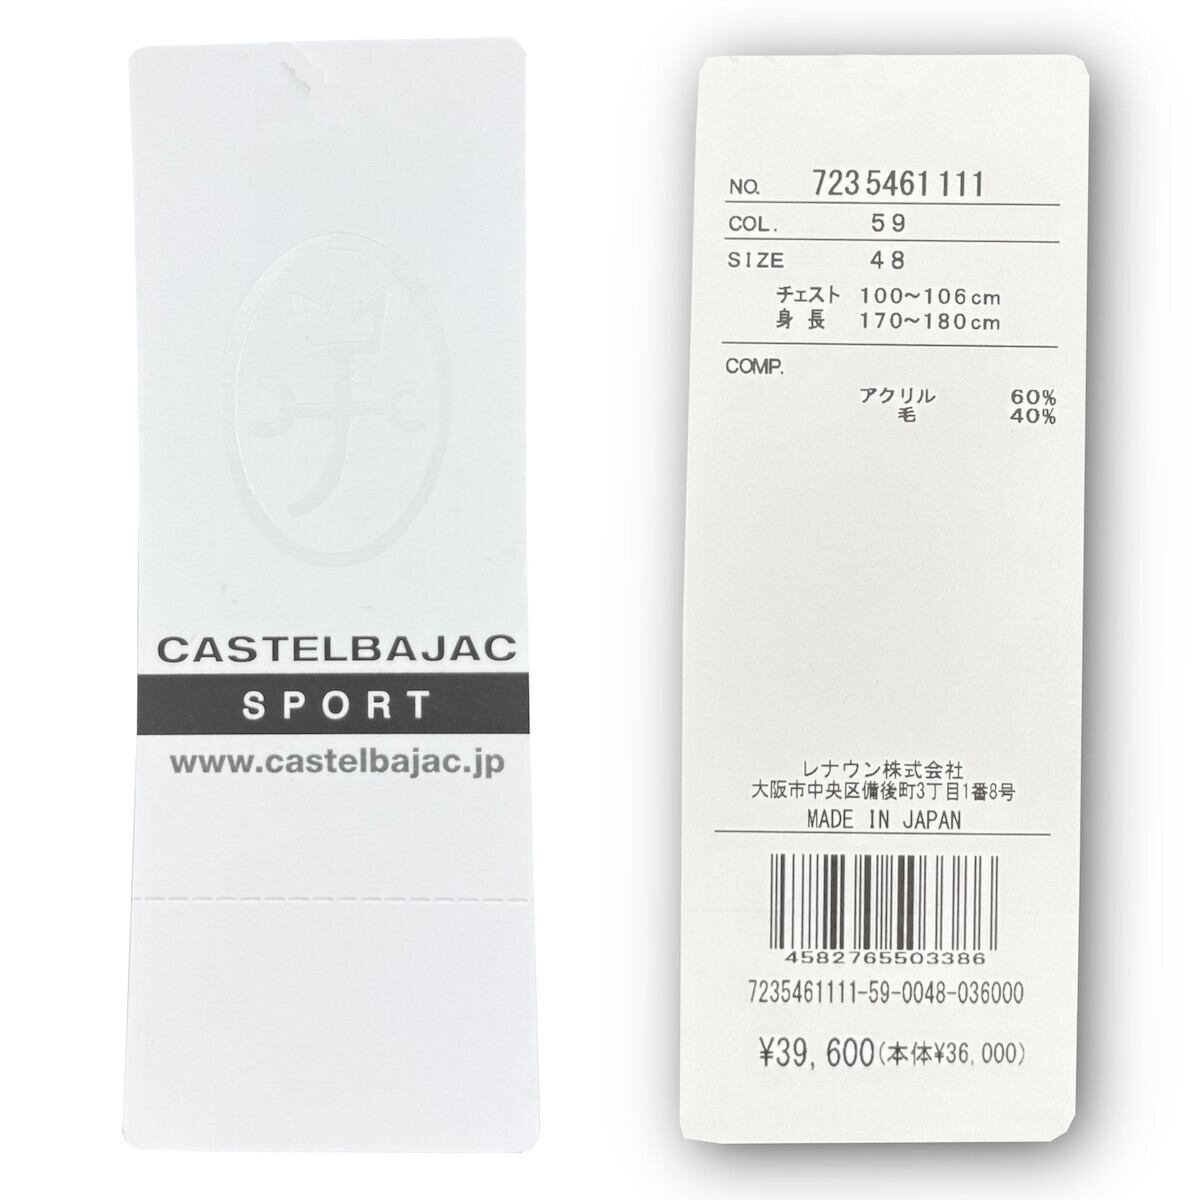 CASTELBAJAC
SPORT
www.castelbajac.jp
NO. 7235461111
COL. 59
SIZE 48
チェスト 100～106cm
身長 170～180cm
COMP.
アクリル 60%
毛 40%
レナウン株式会社
大阪市中央区備後町3丁目1番8号
MADE IN JAPAN
4582765503386
7235461111-59-0048-036000
¥39,600(本体¥36,000)